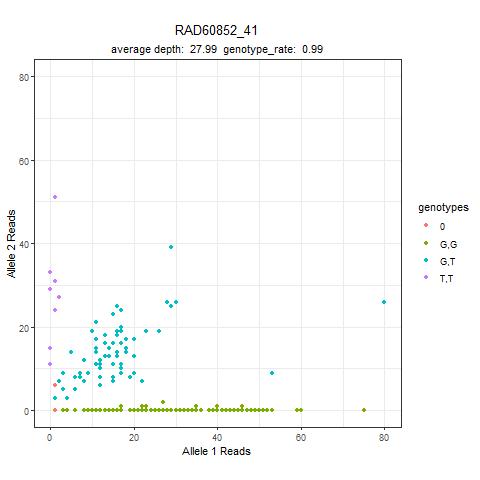 RAD60852_41
average depth: 27.99 genotype_rate: 0.99
80
60
40
20
0
Allele 2 Reads
0
20
40
60
80
Allele 1 Reads
genotypes
0
G,G
G,T
T,T